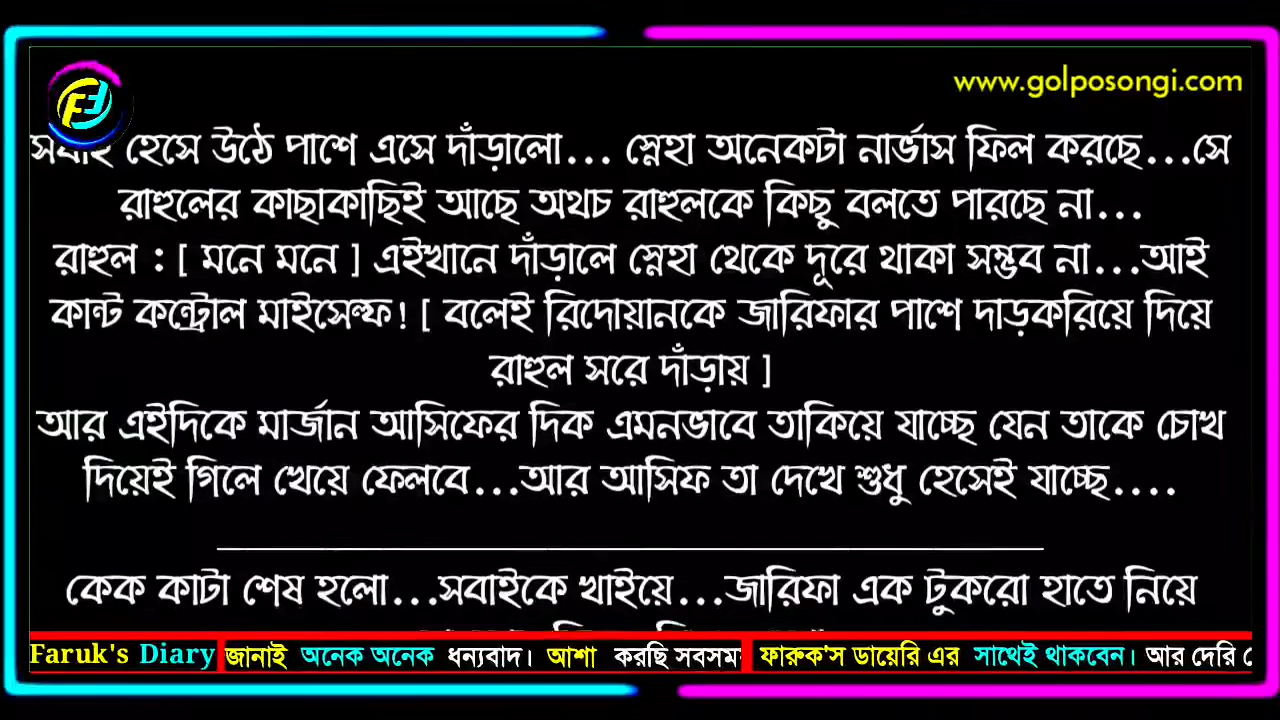 www.golposongi.com
হেসে উঠে পাশে এসে দাঁড়ালো... স্নেহা অনেকটা নার্ভাস ফিল করছে...সে
রাহুলের কাছাকাছিই আছে অথচ রাহুলকে কিছু বলতে পারছে না...
রাহুল : [ মনে মনে ] এইখানে দাঁড়ালে স্নেহা থেকে দূরে থাকা সম্ভব না...আই
কান্ট কন্ট্রোল মাইসেল্ফ! [ বলেই রিদোয়ানকে জারিফার পাশে দাড়করিয়ে দিয়ে
রাহুল সরে দাঁড়ায় ]
আর এইদিকে মার্জান আসিফের দিক এমনভাবে তাকিয়ে যাচ্ছে যেন তাকে চোখ
দিয়েই গিলে খেয়ে ফেলবে...আর আসিফ তা দেখে শুধু হেসেই যাচ্ছে....
কেক কাটা শেষ হলো...সবাইকে খাইয়ে...জারিফা এক টুকরো হাতে নিয়ে
Faruk's Diary জানাই অনেক অনেক ধন্যবাদ। আশা করছি ফারুক'স ডায়েরি এর সাথেই থাকবেন। আর দেরি